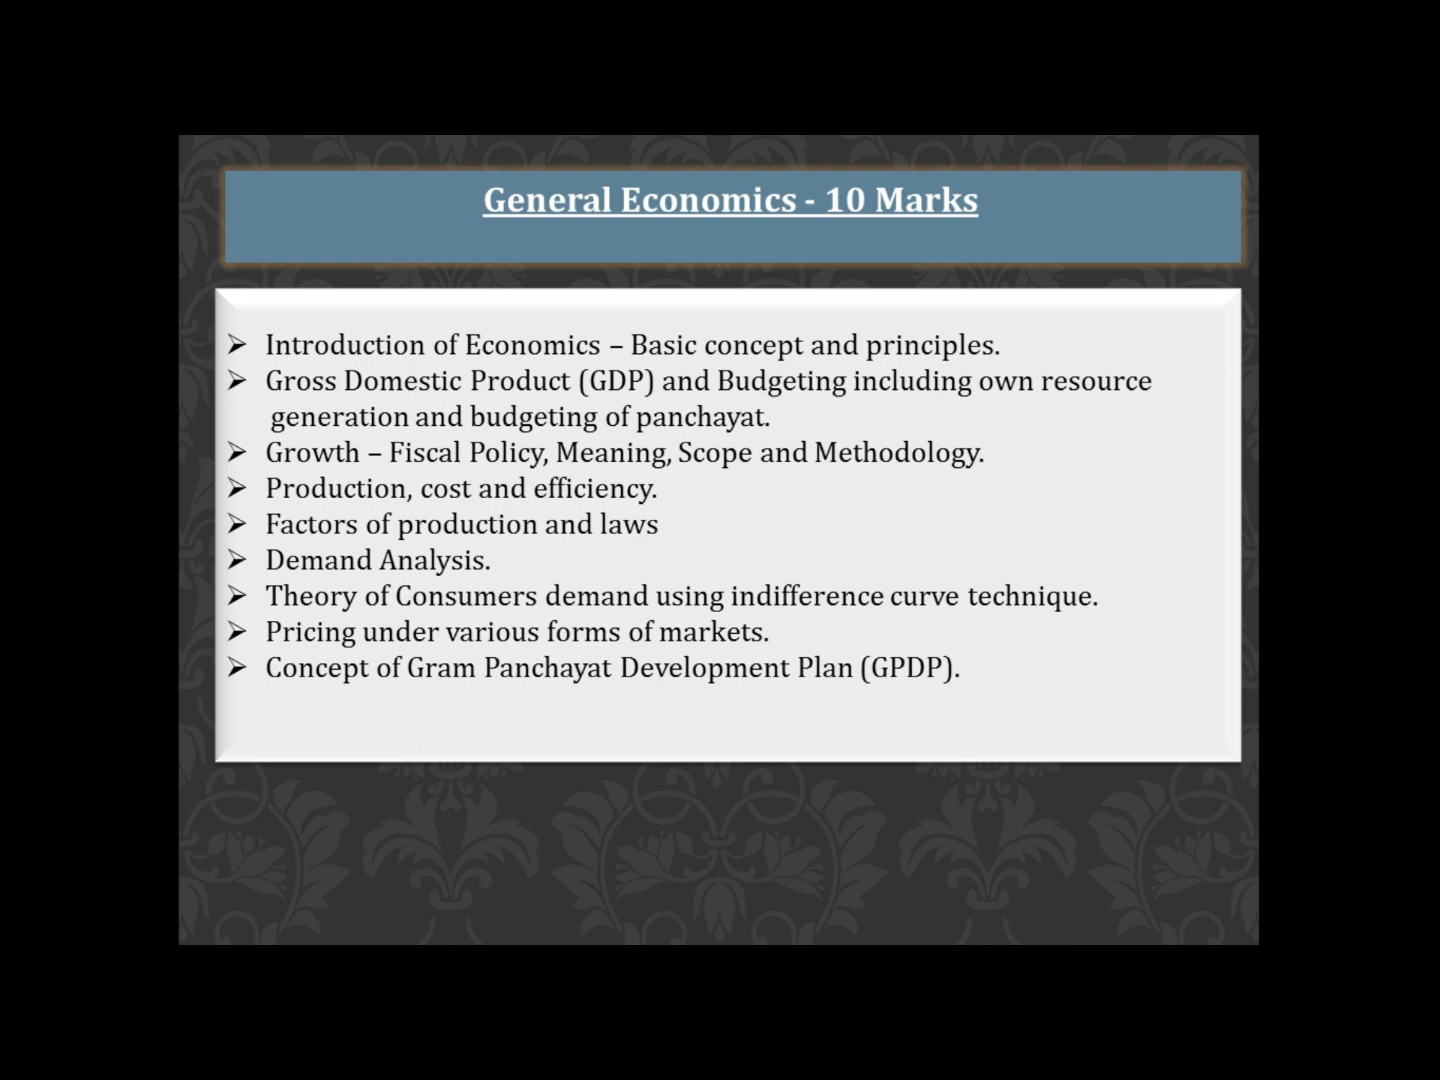 General Economics - 10 Marks
➢ Introduction of Economics – Basic concept and principles.
➢ Gross Domestic Product (GDP) and Budgeting including own resource
generation and budgeting of panchayat.
➢ Growth – Fiscal Policy, Meaning, Scope and Methodology.
➢ Production, cost and efficiency.
➢ Factors of production and laws
➢ Demand Analysis.
➢ Theory of Consumers demand using indifference curve technique.
➢ Pricing under various forms of markets.
➢ Concept of Gram Panchayat Development Plan (GPDP).